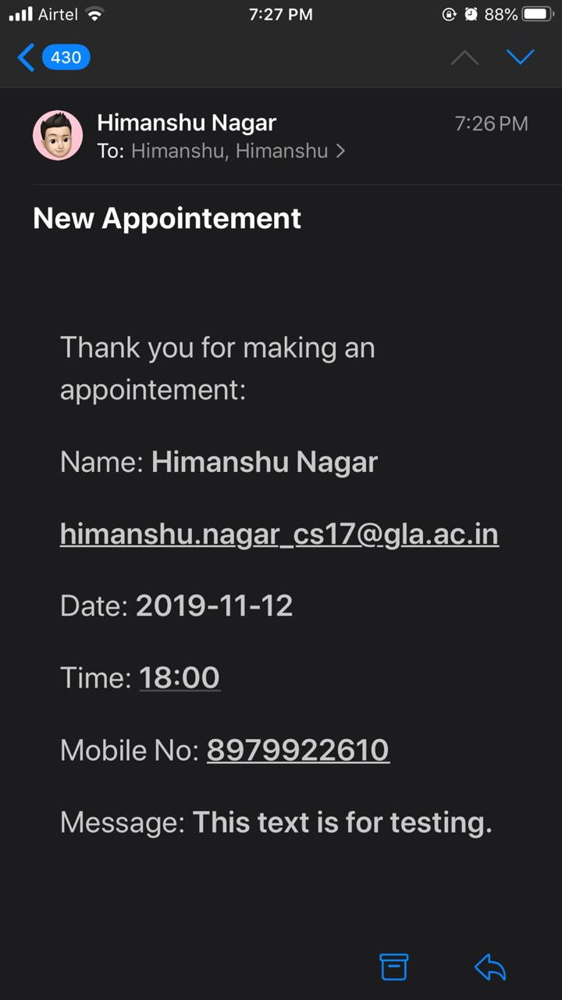 Airtel 7:27 PM 88%
430
Himanshu Nagar 7:26 PM
To: Himanshu, Himanshu
New Appointement
Thank you for making an
appointement:
Name: Himanshu Nagar
himanshu.nagar_cs17@gla.ac.in
Date: 2019-11-12
Time: 18:00
Mobile No: 8979922610
Message: This text is for testing.